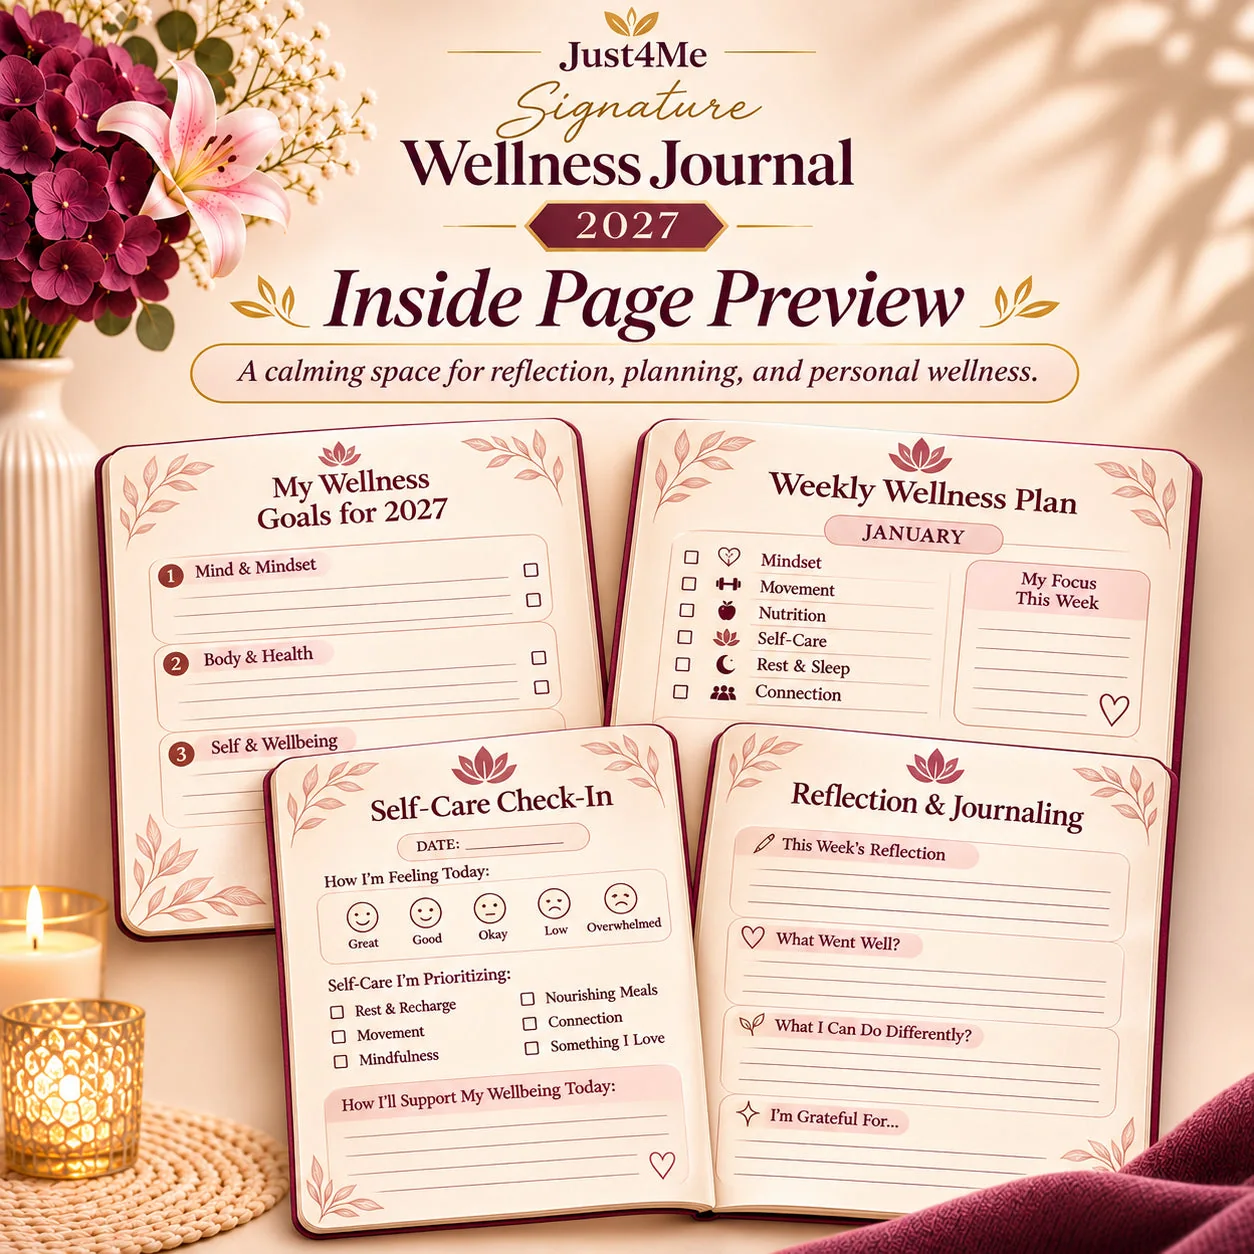 Just4Me
Signature
Wellness Journal
2027
Inside Page Preview
A calming space for reflection, planning, and personal wellness.
My Wellness
Goals for 2027
1 Mind & Mindset
2 Body & Health
3 Self & Wellbeing
Weekly Wellness Plan
JANUARY
Mindset
Movement
Nutrition
Self-Care
Rest & Sleep
Connection
My Focus
This Week
Self-Care Check-In
DATE:
How I'm Feeling Today:
Great Good Okay Low Overwhelmed
Self-Care I'm Prioritizing:
Rest & Recharge
Movement
Mindfulness
Nourishing Meals
Connection
Something I Love
How I'll Support My Wellbeing Today:
Reflection & Journaling
This Week's Reflection
What Went Well?
What I Can Do Differently?
I'm Grateful For...